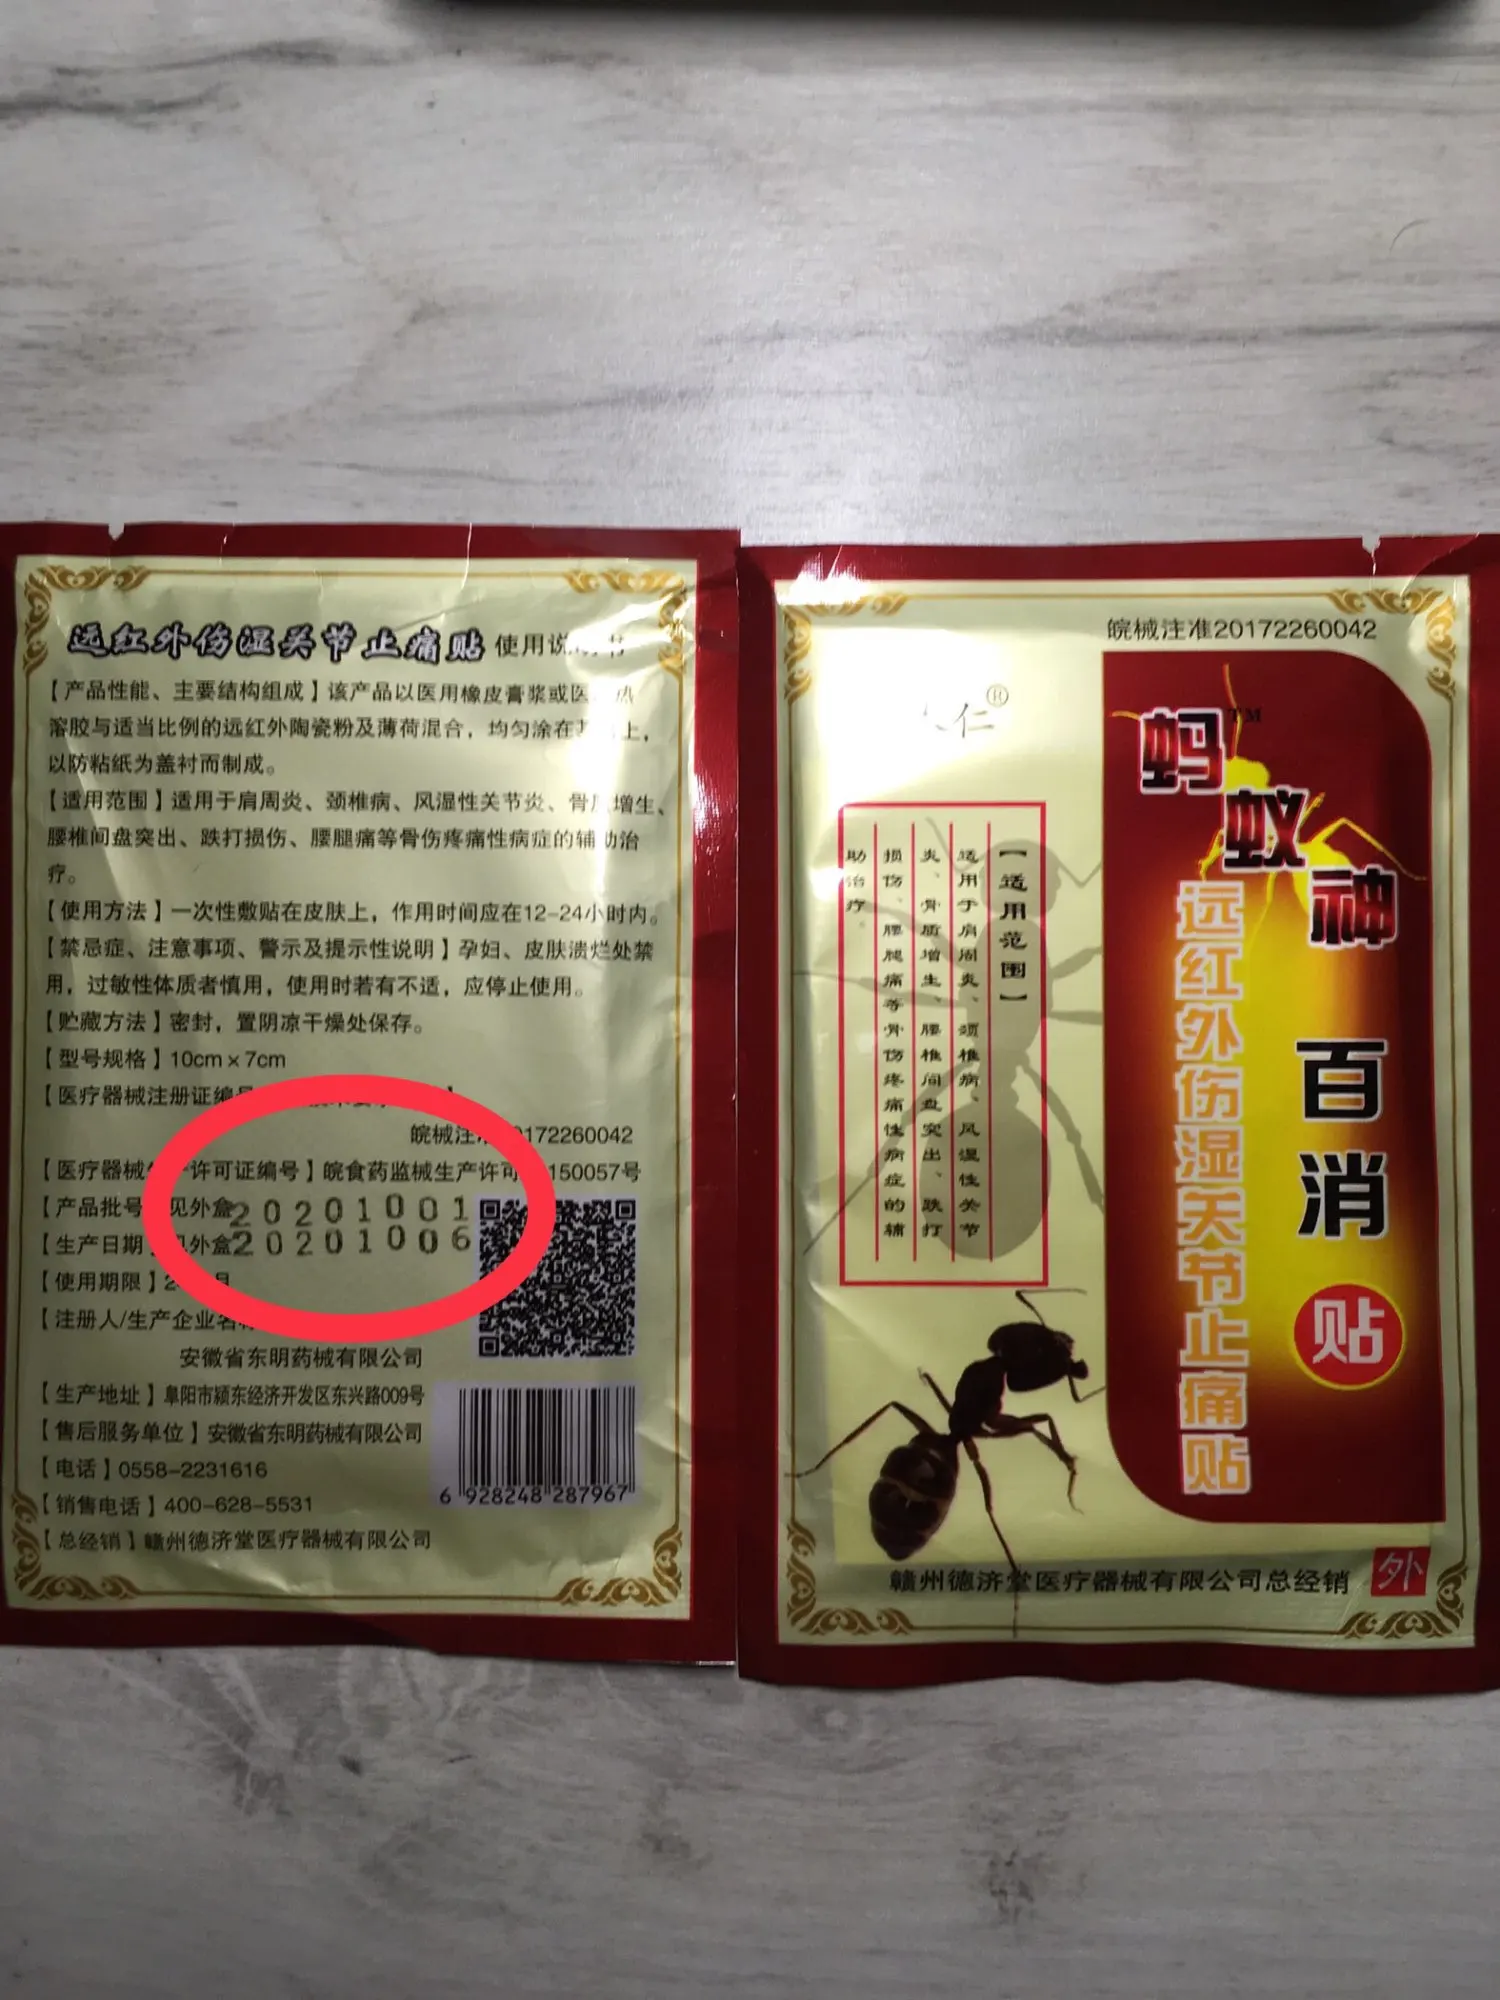 远红外伤湿关节止痛贴 使用说 书
【产品性能、主要结构组成】该产品以医用橡皮膏浆或医 热
溶胶与适当比例的远红外陶瓷粉及薄荷混合，均匀涂在基 上，
以防粘纸为盖衬而制成。
【适用范围】适用于肩周炎、颈椎病、风湿性关节炎、骨质增生、
腰椎间盘突出、跌打损伤、腰腿痛等骨伤疼痛性病症的辅助治
疗。
【使用方法】一次性敷贴在皮肤上，作用时间应在12-24小时内。
【禁忌症、注意事项、警示及提示性说明】孕妇、皮肤溃烂处禁
用，过敏性体质者慎用，使用时若有不适，应停止使用。
【贮藏方法】密封，置阴凉干燥处保存。
【型号规格】10cm×7cm
【医疗器械注册证编号
皖械注准20172260042
【医疗器械生产许可证编号】皖食药监械生产许可 150057号
【产品批号 见外盒 20201001
【生产日期 见外盒 20201006
【使用期限】2 月
【注册人/生产企业名称
安徽省东明药械有限公司
【生产地址】阜阳市颍东经济开发区东兴路009号
【售后服务单位】安徽省东明药械有限公司
【电话】0558-2231616
【销售电话】400-628-5531
【总经销】赣州德济堂医疗器械有限公司
6 928248 287967
皖械注准20172260042
仁®
蚂蚁神™
百消贴
远红外伤湿关节止痛贴
【适用范围】
适用于肩周炎、颈椎病、风湿性关节
炎、骨质增生、腰椎间盘突出、跌打
损伤、腰腿痛等骨伤疼痛性病症的辅
助治疗
赣州德济堂医疗器械有限公司总经销
外